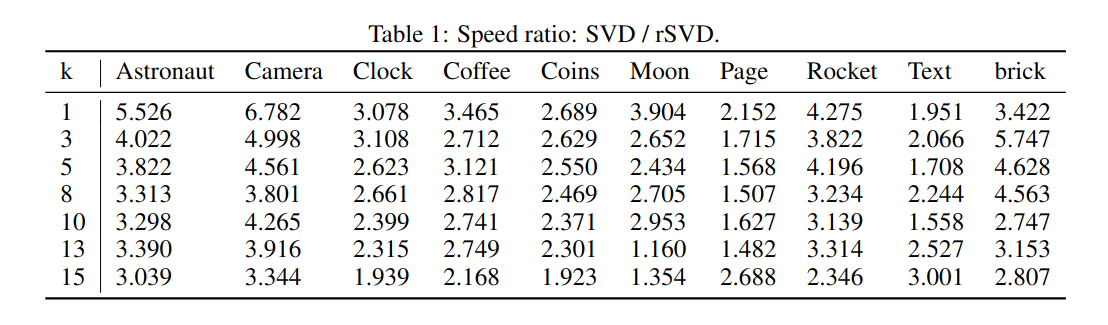 Table 1: Speed ratio: SVD / rSVD.
k Astronaut Camera Clock Coffee Coins Moon Page Rocket Text brick
1 5.526 6.782 3.078 3.465 2.689 3.904 2.152 4.275 1.951 3.422
3 4.022 4.998 3.108 2.712 2.629 2.652 1.715 3.822 2.066 5.747
5 3.822 4.561 2.623 3.121 2.550 2.434 1.568 4.196 1.708 4.628
8 3.313 3.801 2.661 2.817 2.469 2.705 1.507 3.234 2.244 4.563
10 3.298 4.265 2.399 2.741 2.371 2.953 1.627 3.139 1.558 2.747
13 3.390 3.916 2.315 2.749 2.301 1.160 1.482 3.314 2.527 3.153
15 3.039 3.344 1.939 2.168 1.923 1.354 2.688 2.346 3.001 2.807